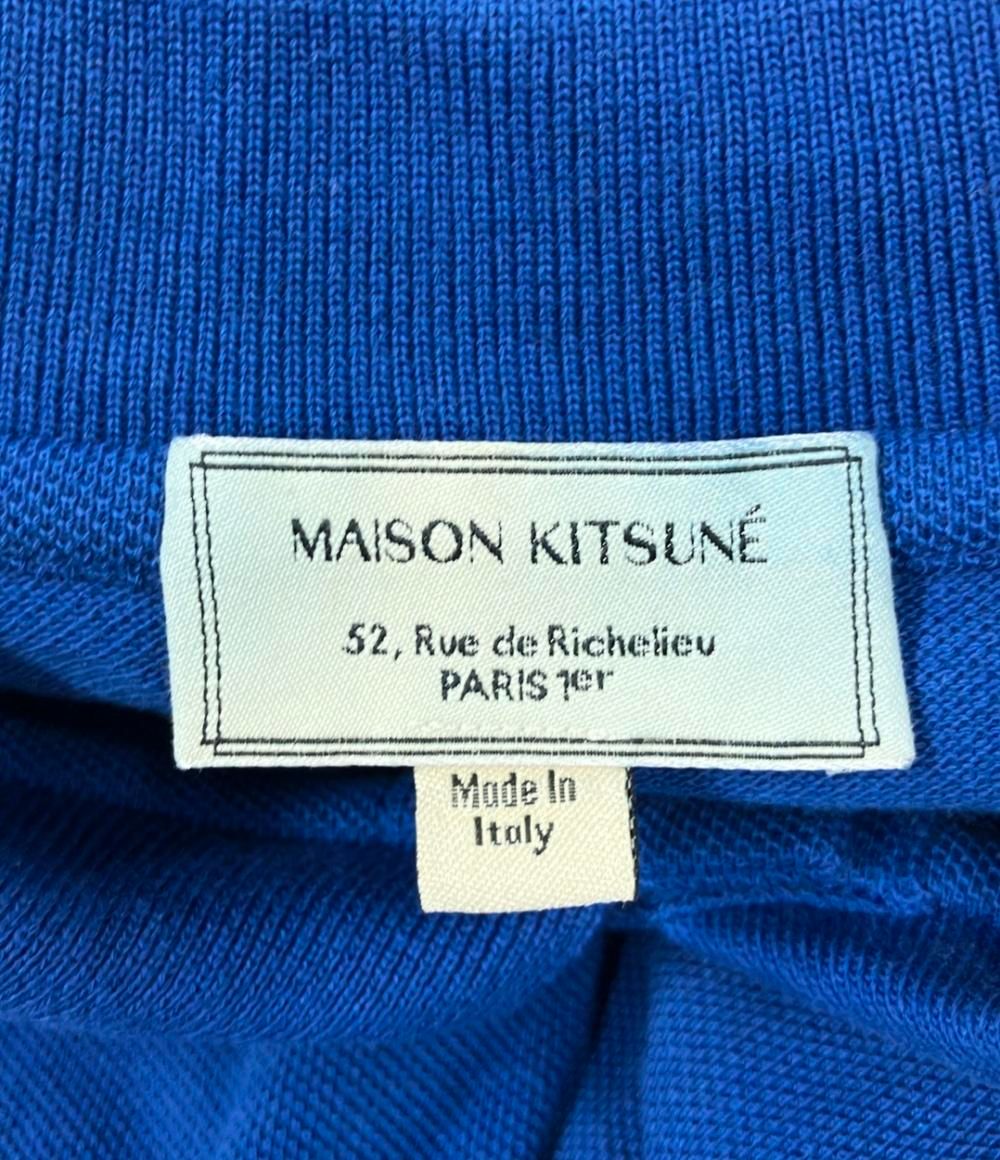 MAISON KITSUNÉ
52, Rue de Richelieu
PARIS 1er
Made In
Italy